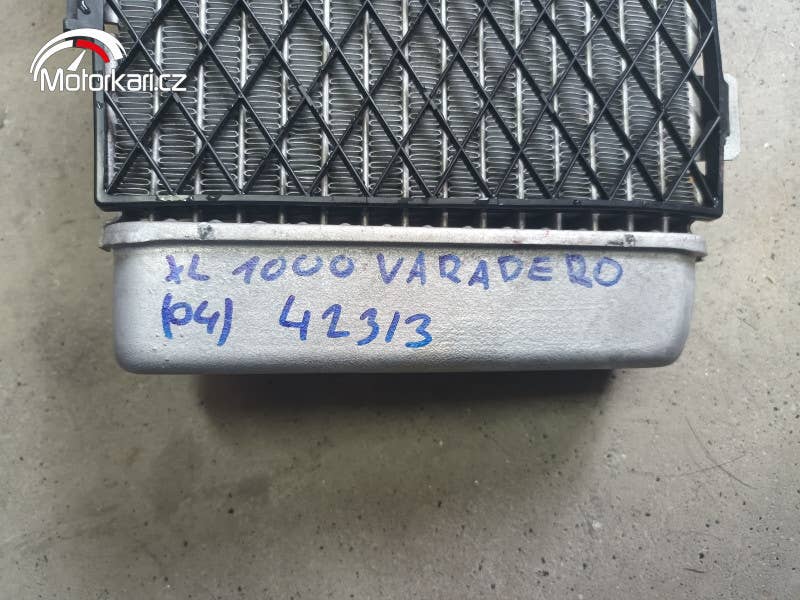 Motorkari.cz
XL 1000 VARADERO
(04) 42313